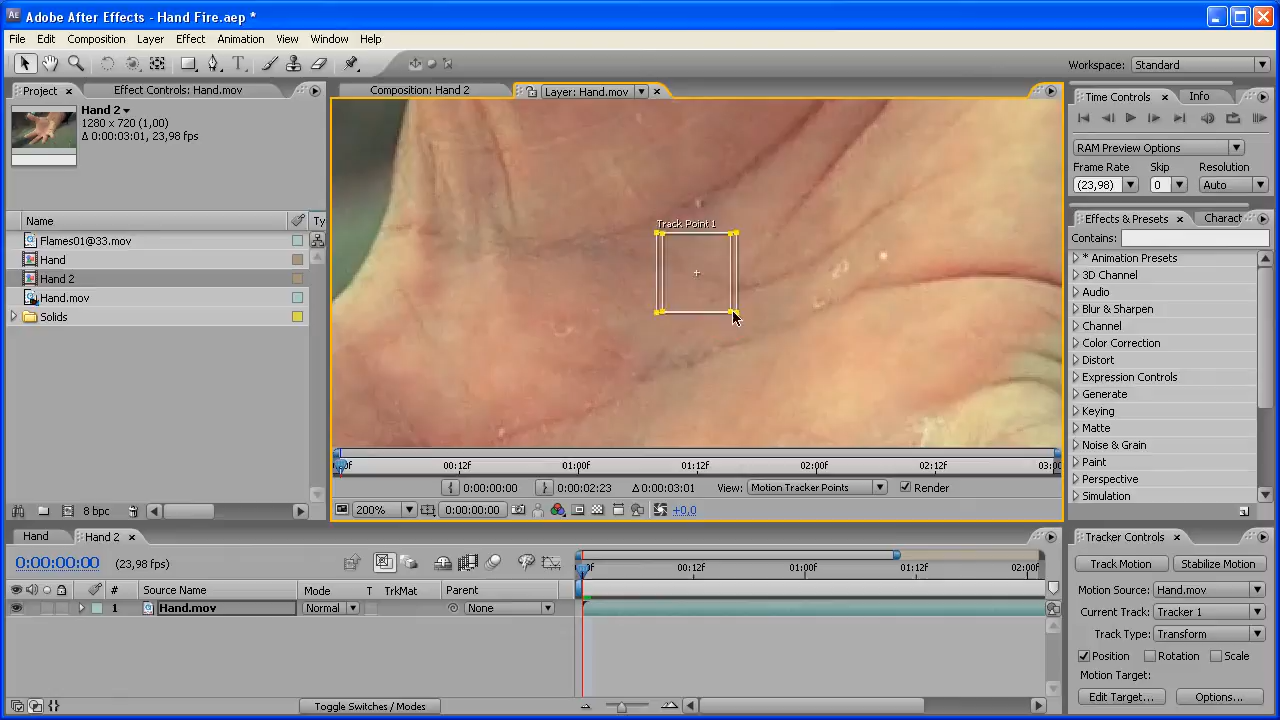 Adobe After Effects - Hand Fire.aep *
File Edit Composition Layer Effect Animation View Window Help
Workspace: Standard
Project Effect Controls: Hand.mov
Composition: Hand 2
Layer: Hand.mov
Time Controls Info
Hand 2
1280 x 720 (1,00)
Δ 0:00:03:01, 23,98 fps
RAM Preview Options
Frame Rate Skip Resolution
(23,98) 0 Auto
Name Ty
Effects & Presets Charact
Track Point 1
Contains:
Flames01@33.mov
Hand
Hand 2
Hand.mov
Solids
* Animation Presets
3D Channel
Audio
Blur & Sharpen
Channel
Color Correction
Distort
Expression Controls
Generate
Keying
Matte
Noise & Grain
Paint
Perspective
Simulation
00:12f 01:00f 01:12f 02:00f 02:12f 03:0
0:00:00:00 0:00:02:23 Δ 0:00:03:01 View: Motion Tracker Points Render
8 bpc
200% 0:00:00:00 +0,0
Hand Hand 2
Tracker Controls
0:00:00:00 (23,98 fps)
00:12f 01:00f 01:12f 02:00f
Track Motion Stabilize Motion
# Source Name Mode T TrkMat Parent
Motion Source: Hand.mov
1 Hand.mov Normal None
Current Track: Tracker 1
Track Type: Transform
Position Rotation Scale
Motion Target:
Edit Target... Options...
Toggle Switches / Modes